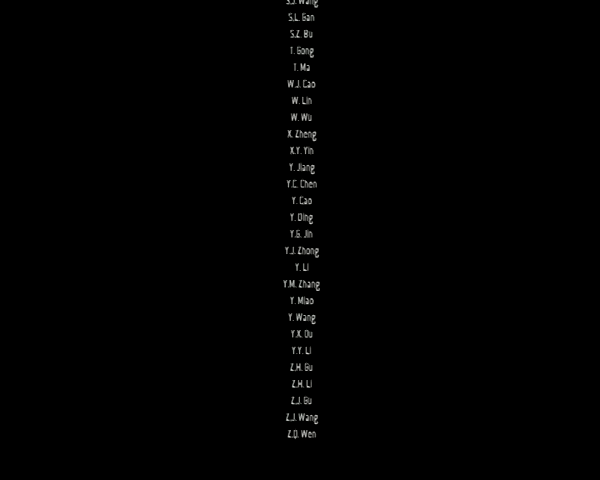 S.J. Wang
S.L. Gan
S.Z. Bu
T. Gong
T. Ma
W.J. Cao
W. Lin
W. Wu
X. Zheng
X.Y. Yin
Y. Jiang
Y.C. Chen
Y. Cao
Y. Ding
Y.G. Jin
Y.J. Zhong
Y. Li
Y.M. Zhang
Y. Miao
Y. Wang
Y.X. Du
Y.Y. Li
Z.H. Gu
Z.H. Li
Z.J. Gu
Z.J. Wang
Z.Q. Wen